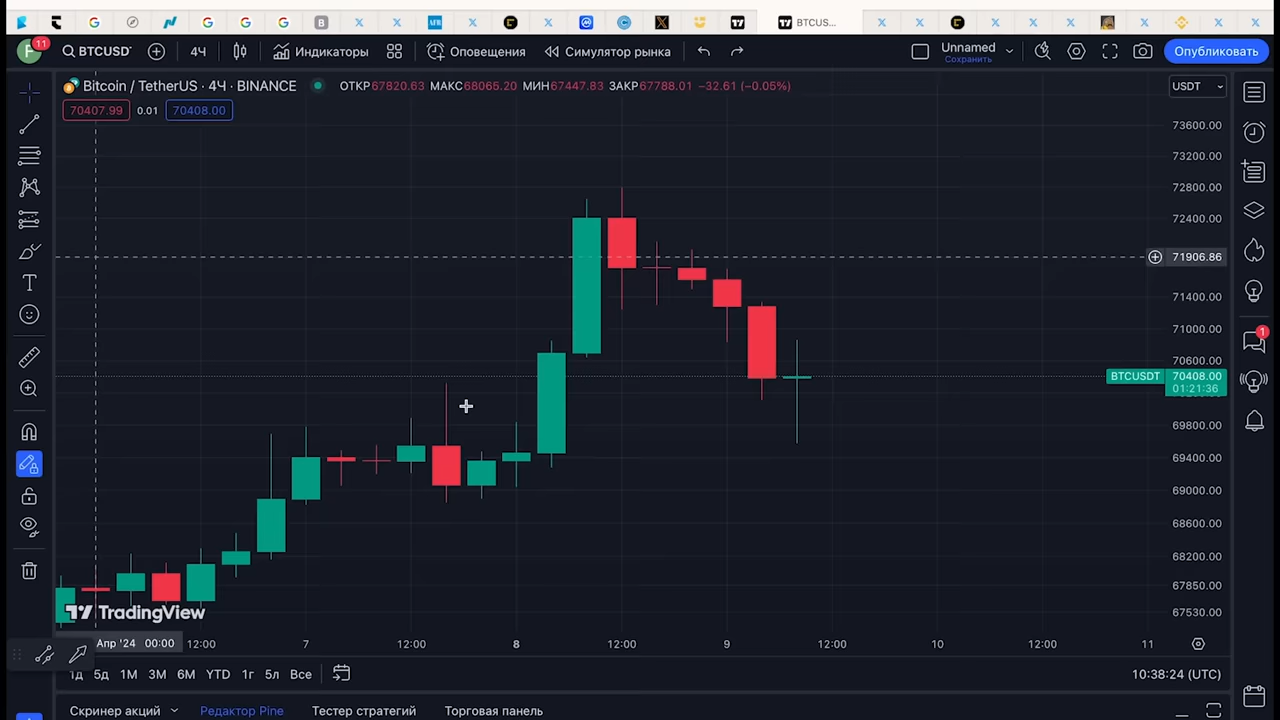 BTCUS...
11
F
BTCUSDT
4Ч
Индикаторы
Оповещения
Симулятор рынка
Unnamed
Сохранить
Опубликовать
Bitcoin / TetherUS · 4Ч · BINANCE
ОТКР67820.63 МАКС68065.20 МИН67447.83 ЗАКР67788.01 −32.61 (−0.05%)
USDT
70407.99 0.01 70408.00
73600.00
73200.00
72800.00
72400.00
71906.86
71400.00
71000.00
70600.00
BTCUSDT 70408.00
01:21:36
69800.00
69400.00
69000.00
68600.00
68200.00
67850.00
67530.00
1
TradingView
Апр '24 00:00 12:00 7 12:00 8 12:00 9 12:00 10 12:00 11
1д 5д 1М 3М 6М YTD 1г 5л Все
10:38:24 (UTC)
Скринер акций Редактор Pine Тестер стратегий Торговая панель